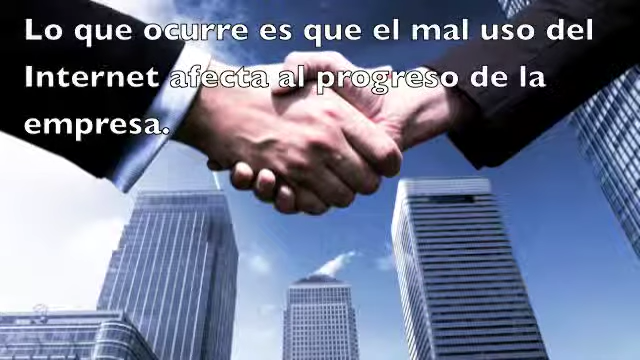 Lo que ocurre es que el mal uso del
Internet afecta al progreso de la
empresa.